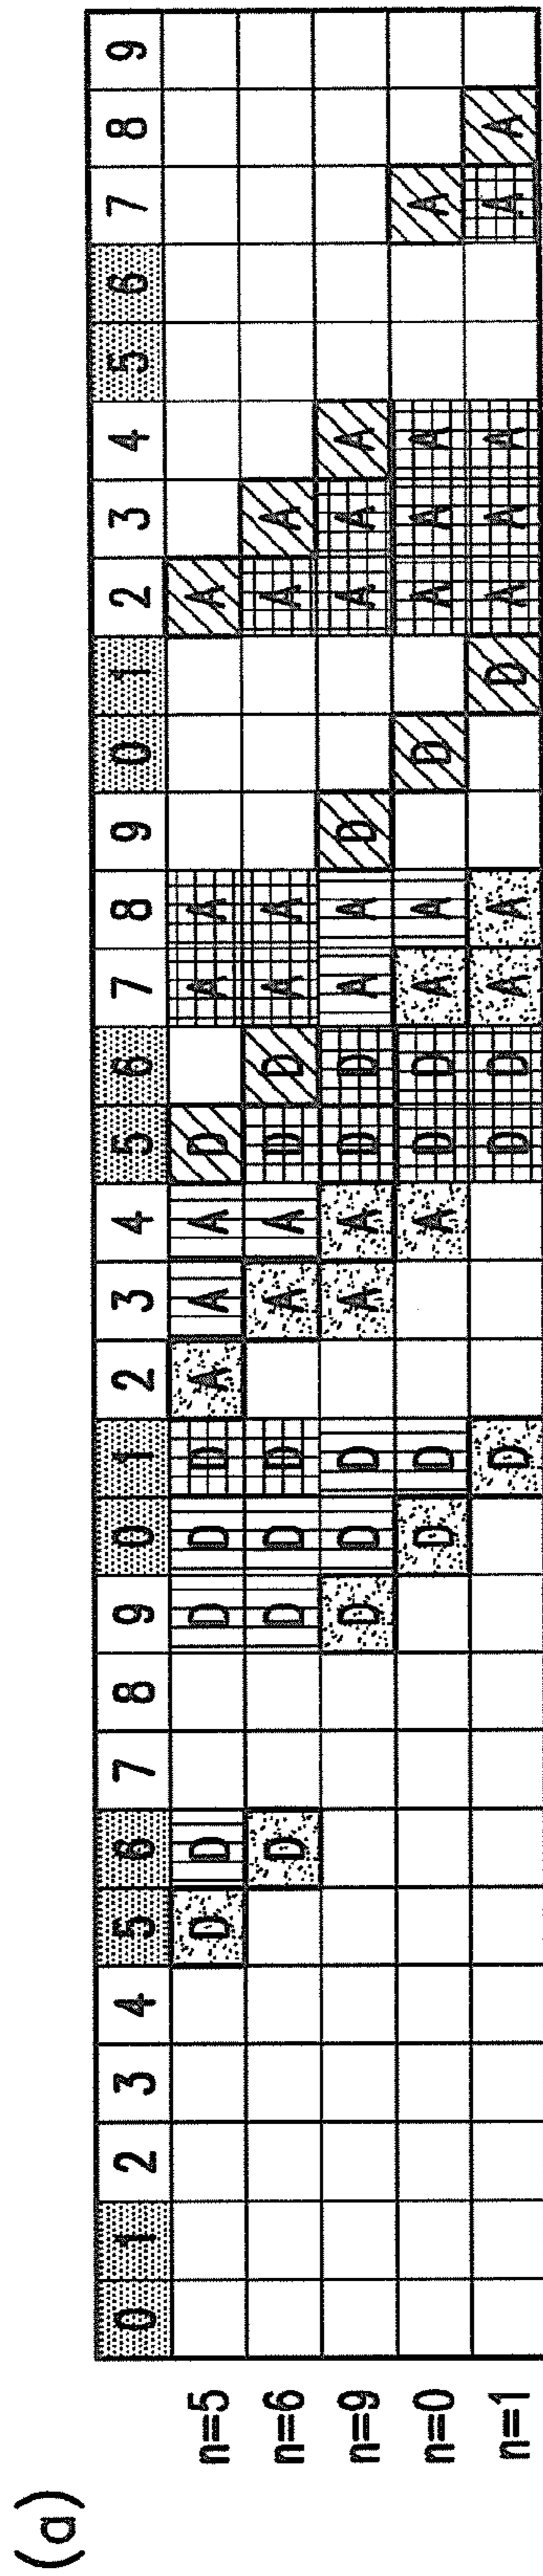 (a)
0 1 2 3 4 5 6 7 8 9 0 1 2 3 4 5 6 7 8 9 0 1 2 3 4 5 6 7 8 9
n=5 D D D D D A A A D A A A
n=6 D D D D A A D D A A A A
n=9 D D D A A D D A A D A A A
n=0 D D A D D A A D A A A A
n=1 D D D A A D A A A A A